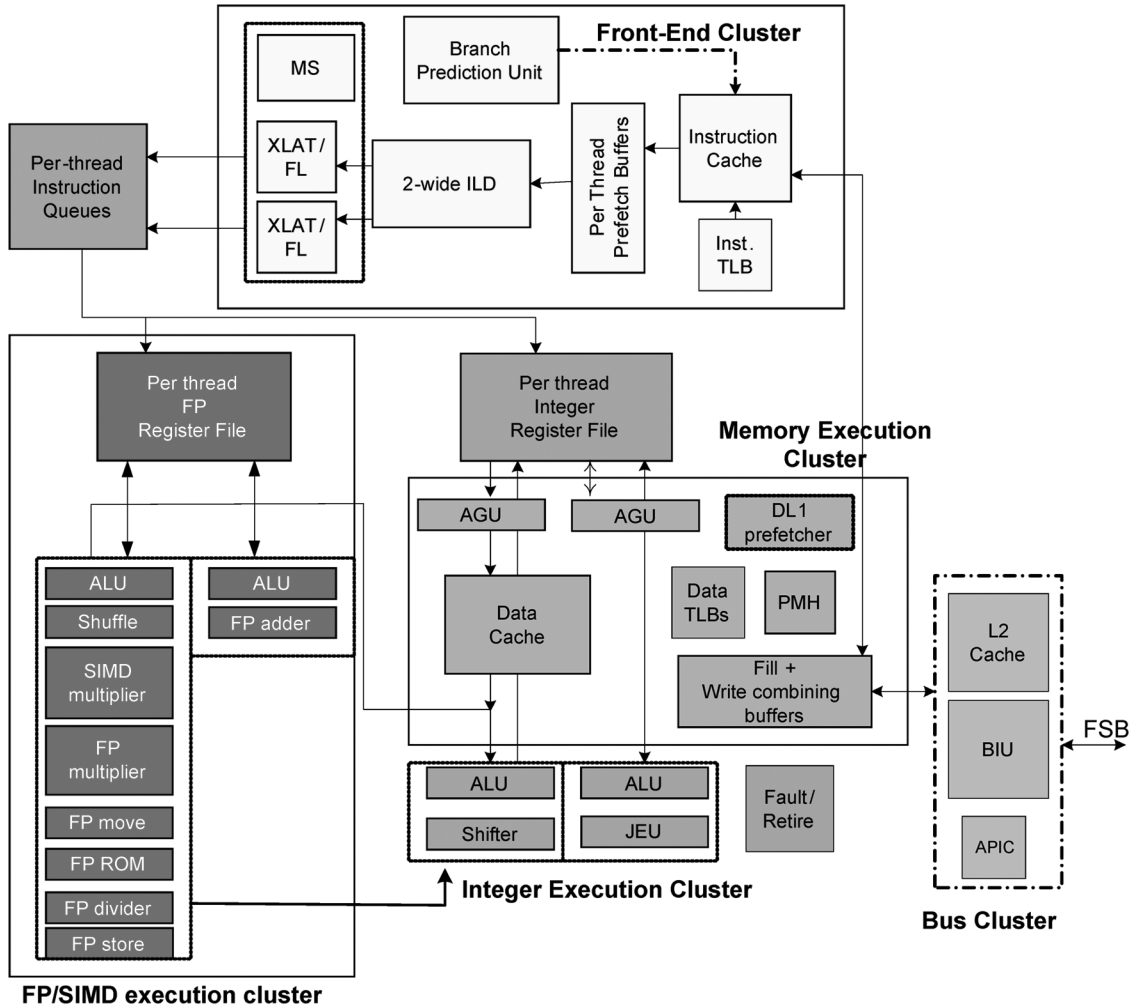 Front-End Cluster
MS
Branch
Prediction Unit
XLAT /
FL
XLAT /
FL
2-wide ILD
Per Thread
Prefetch Buffers
Instruction
Cache
Inst.
TLB
Per-thread
Instruction
Queues
Per thread
FP
Register File
Per thread
Integer
Register File
Memory Execution
Cluster
AGU
AGU
DL1
prefetcher
Data
Cache
Data
TLBs
PMH
Fill +
Write combining
buffers
ALU
Shuffle
SIMD
multiplier
FP
multiplier
FP move
FP ROM
FP divider
FP store
ALU
FP adder
FP/SIMD execution cluster
ALU
Shifter
ALU
JEU
Integer Execution Cluster
Fault/
Retire
L2
Cache
BIU
APIC
Bus Cluster
FSB